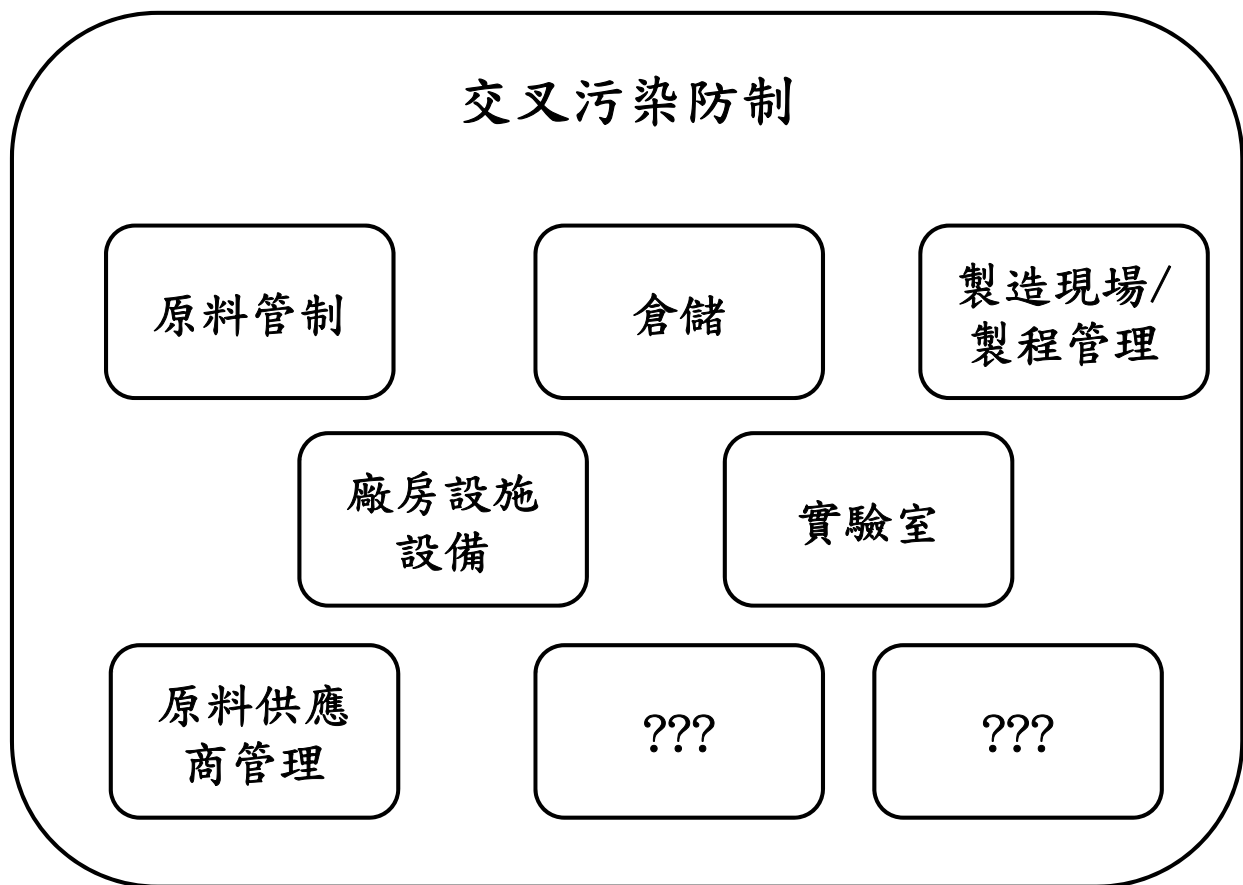 交叉污染防制
原料管制
倉儲
製造現場/
製程管理
廠房設施
設備
實驗室
原料供應
商管理
???
???